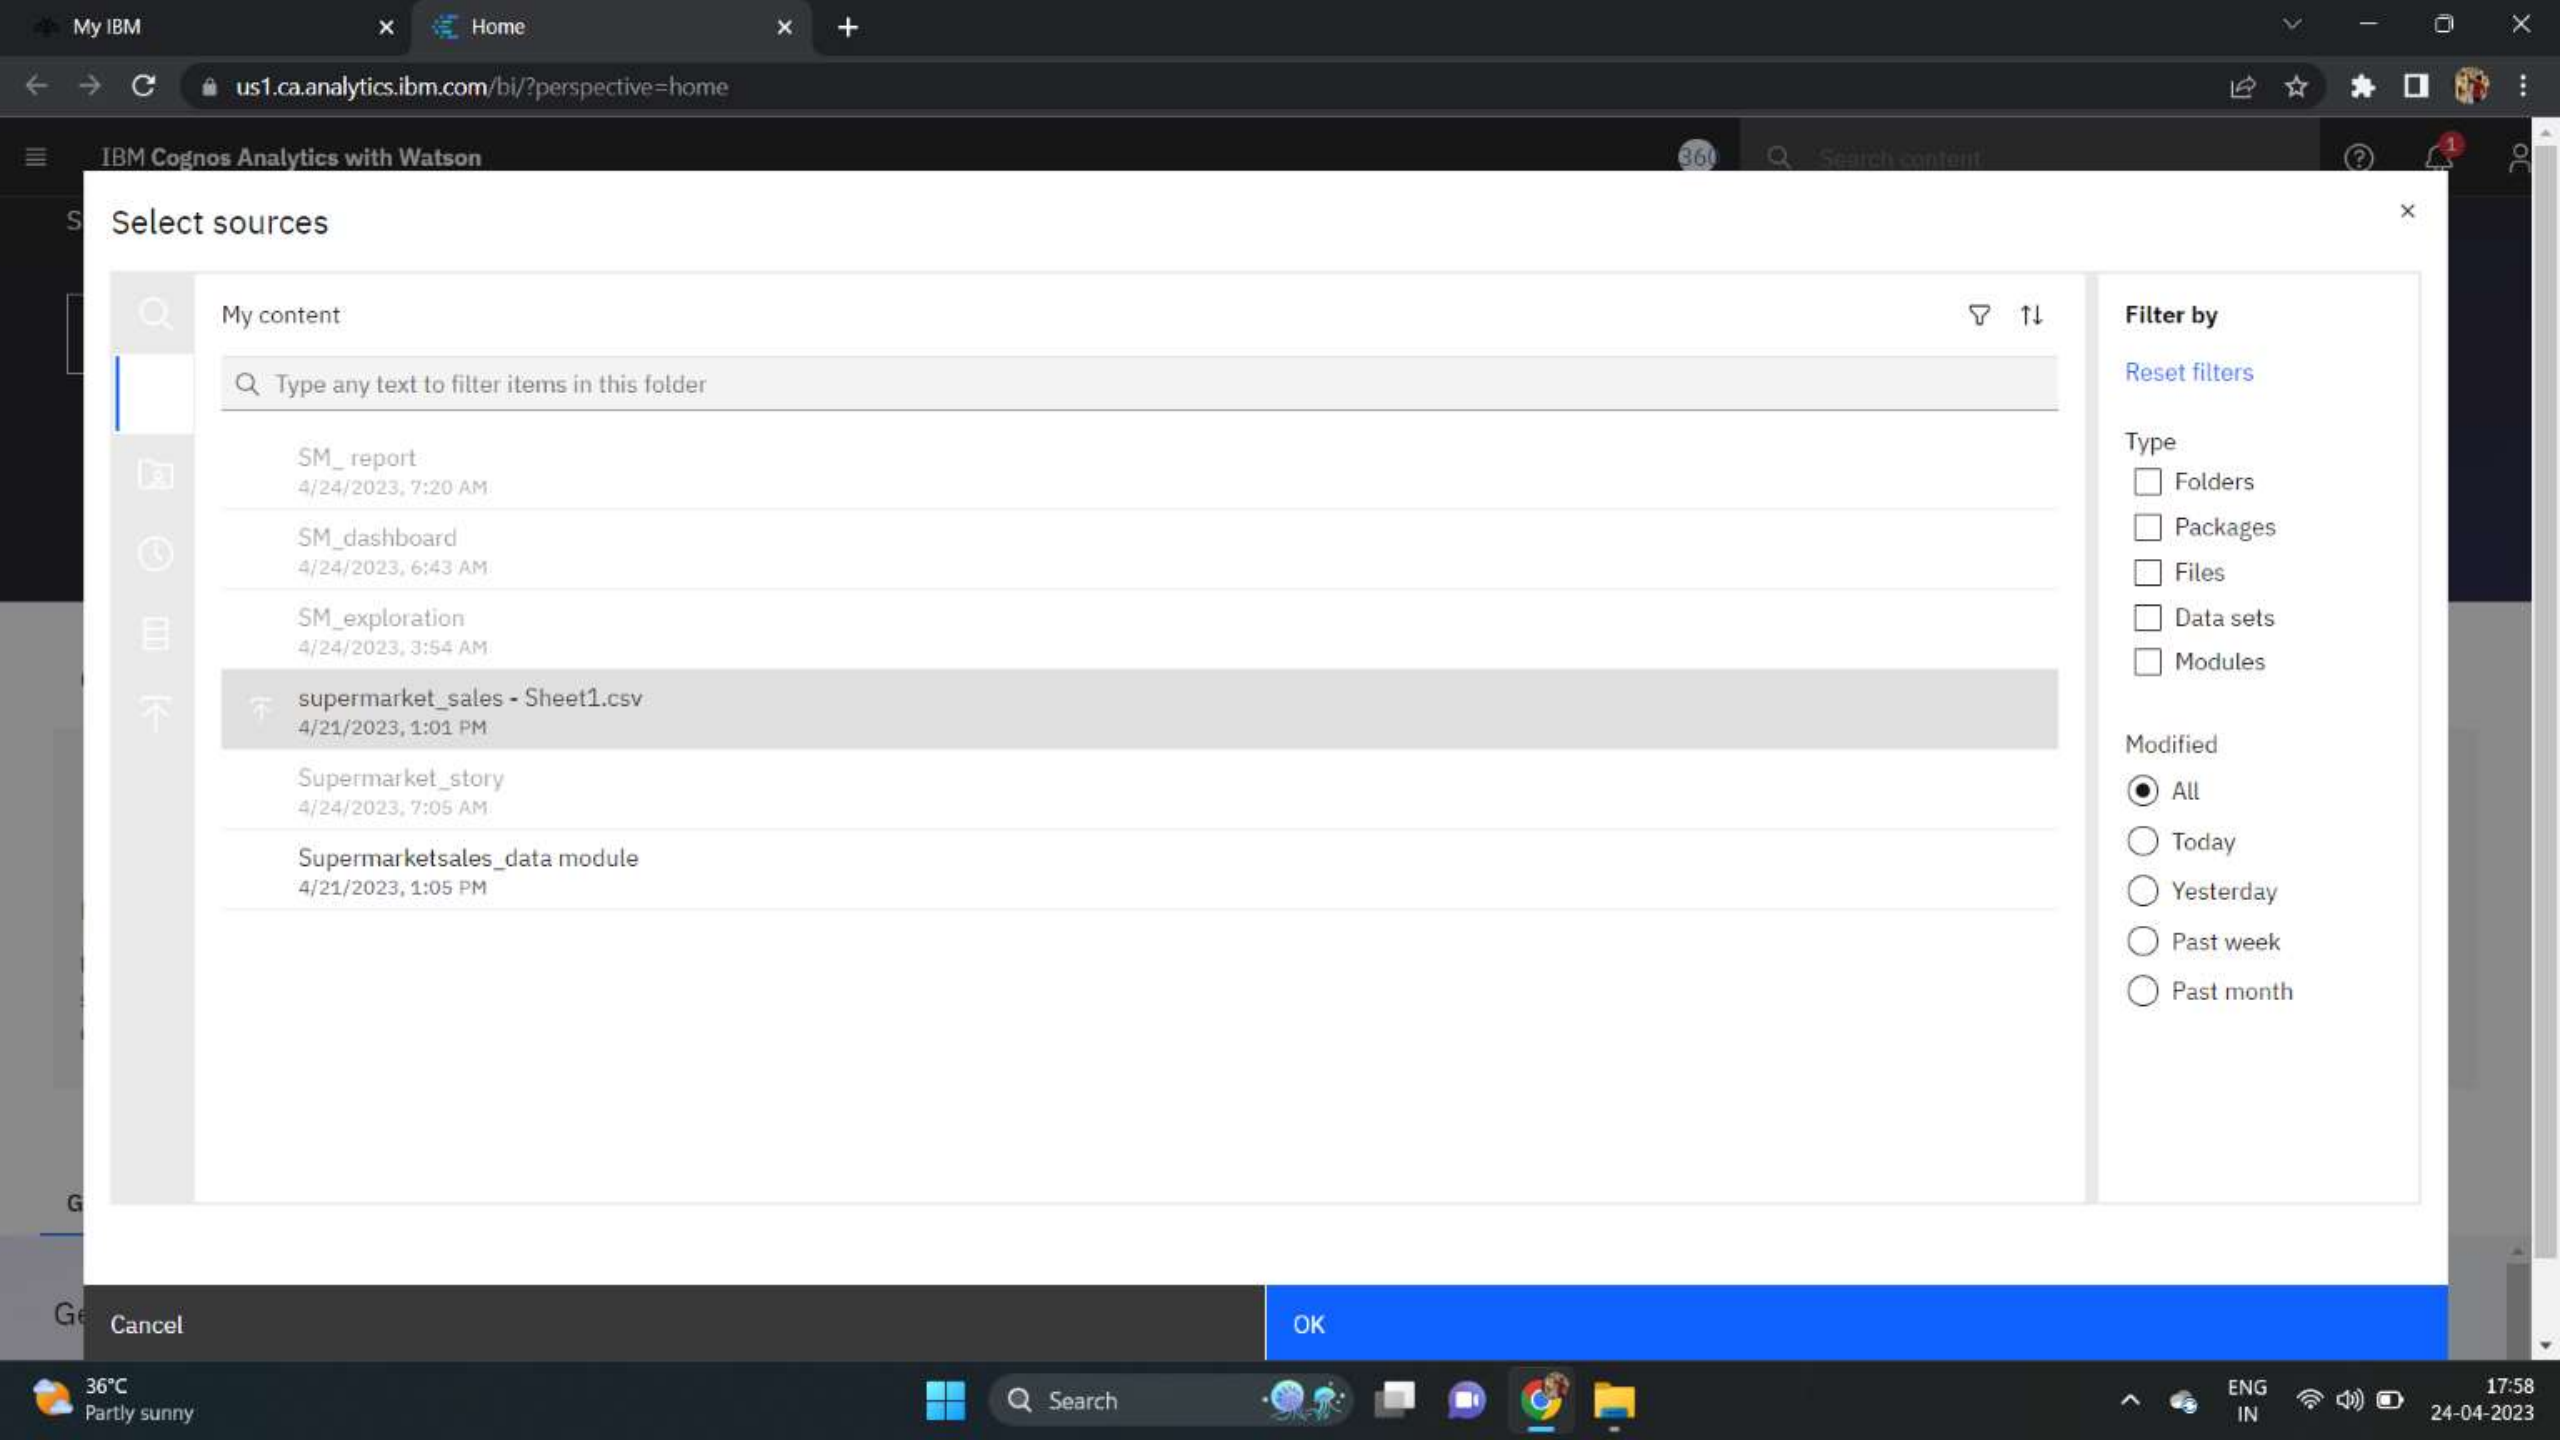 My IBM
Home
us1.ca.analytics.ibm.com/bi/?perspective=home
IBM Cognos Analytics with Watson
360
Search content
1
S
Select sources
My content
Type any text to filter items in this folder
SM_ report
4/24/2023, 7:20 AM
SM_dashboard
4/24/2023, 6:43 AM
SM_exploration
4/24/2023, 3:54 AM
supermarket_sales - Sheet1.csv
4/21/2023, 1:01 PM
Supermarket_story
4/24/2023, 7:05 AM
Supermarketsales_data module
4/21/2023, 1:05 PM
Filter by
Reset filters
Type
Folders
Packages
Files
Data sets
Modules
Modified
All
Today
Yesterday
Past week
Past month
G
Ge
Cancel
OK
36°C
Partly sunny
Search
ENG
IN
17:58
24-04-2023